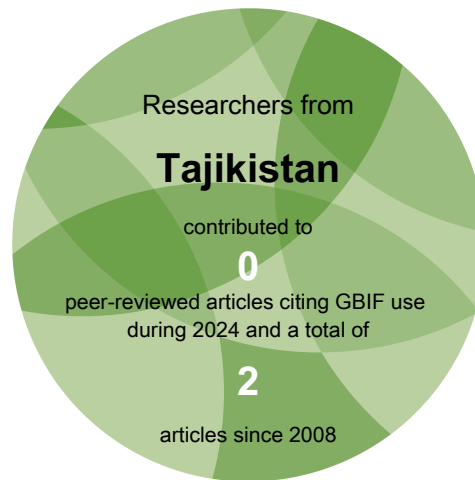 Researchers from
Tajikistan
contributed to
0
peer-reviewed articles citing GBIF use
during 2024 and a total of
2
articles since 2008